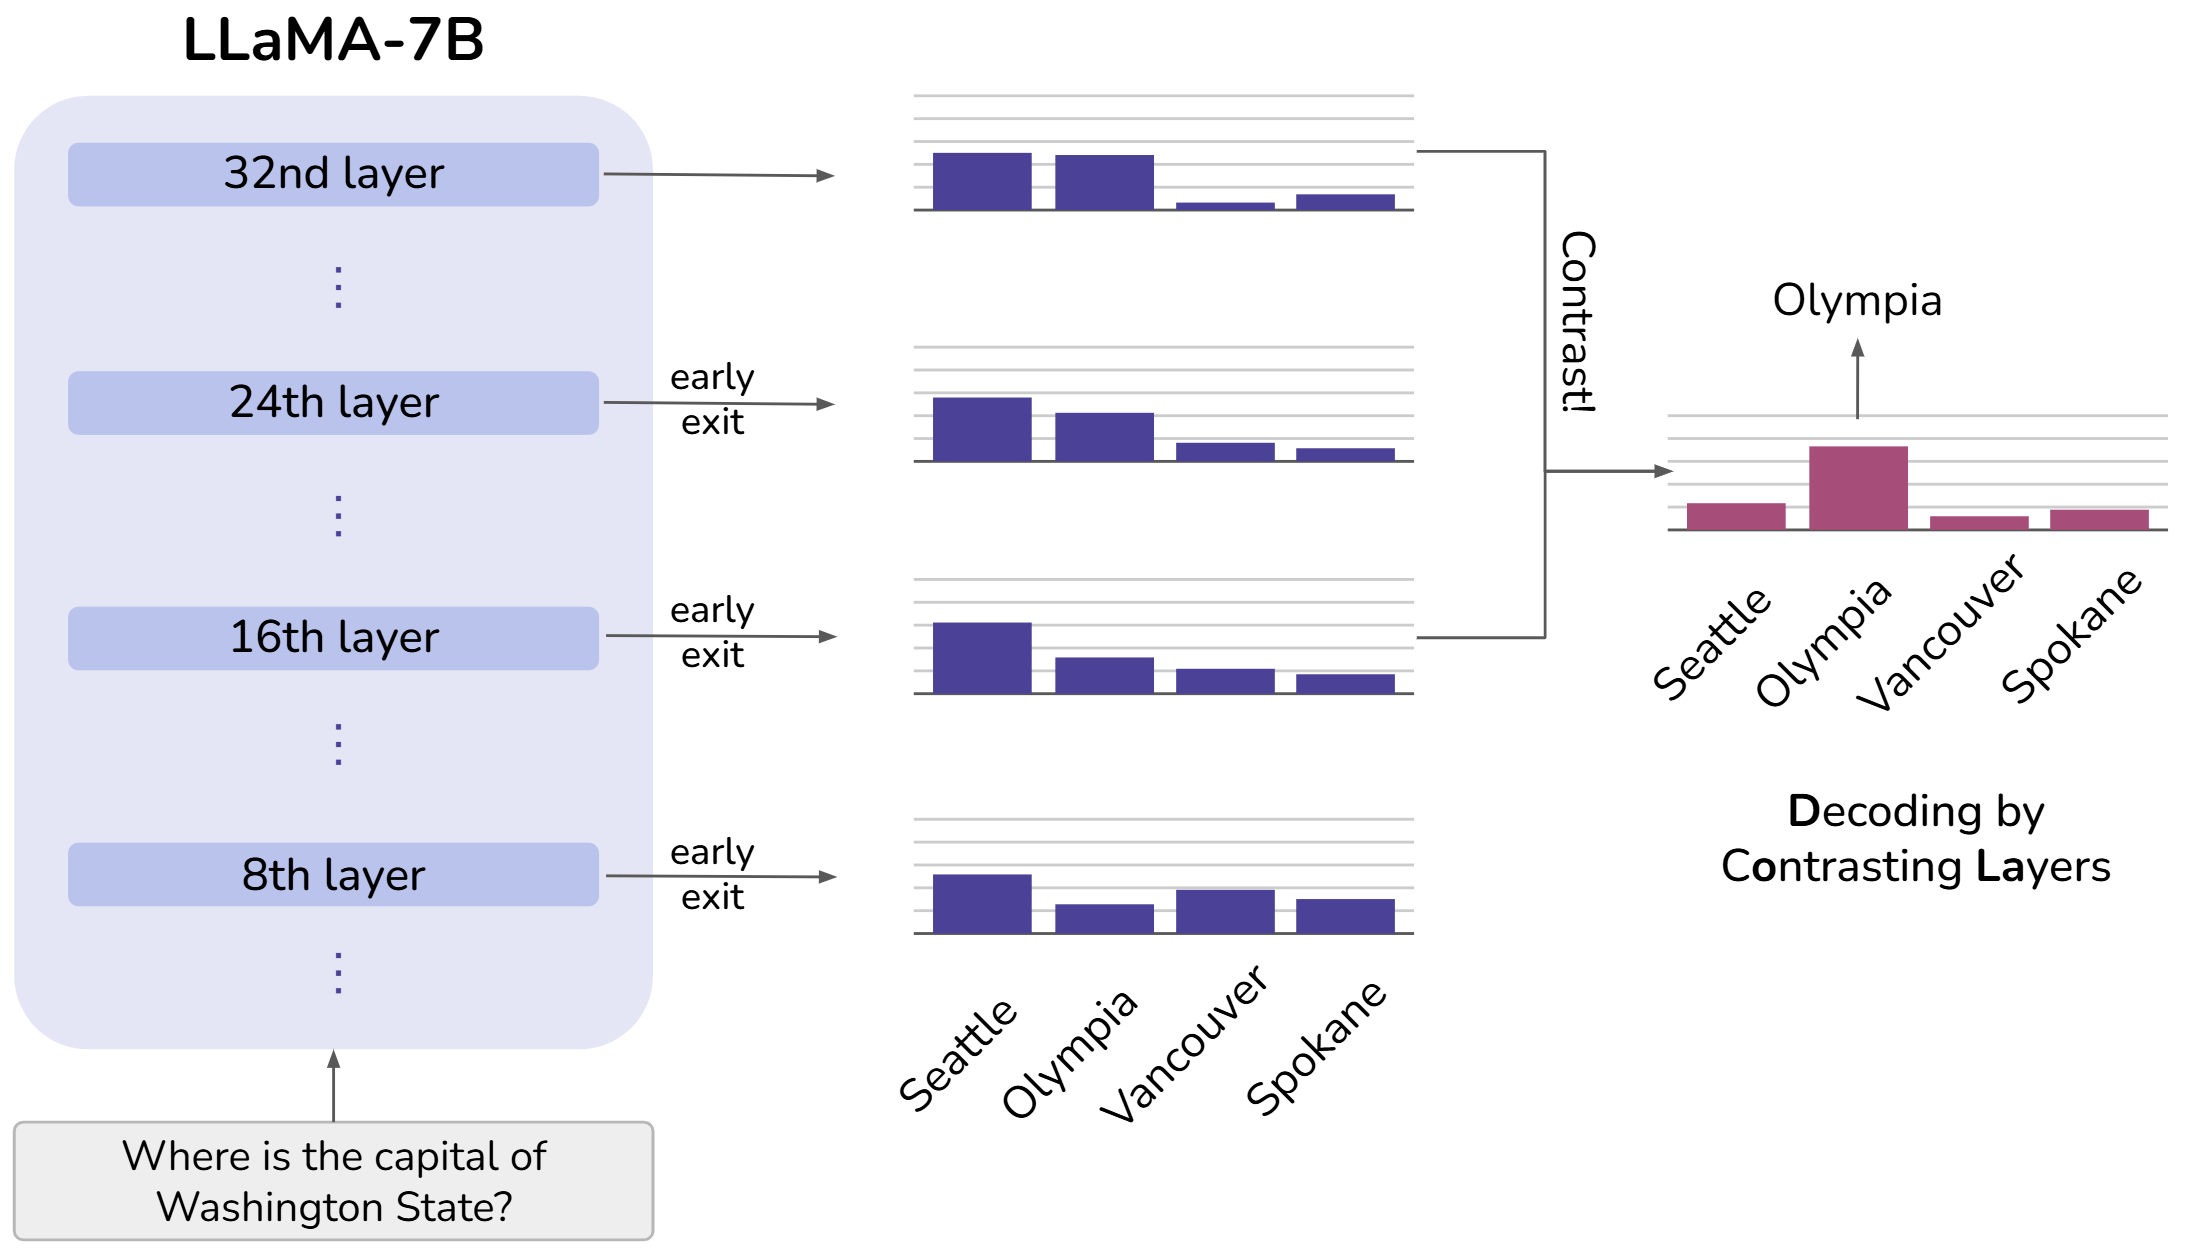 LLaMA-7B
32nd layer
24th layer
early
exit
16th layer
early
exit
8th layer
early
exit
Where is the capital of
Washington State?
Seattle
Olympia
Vancouver
Spokane
Contrast!
Olympia
Seattle
Olympia
Vancouver
Spokane
Decoding by
Contrasting Layers